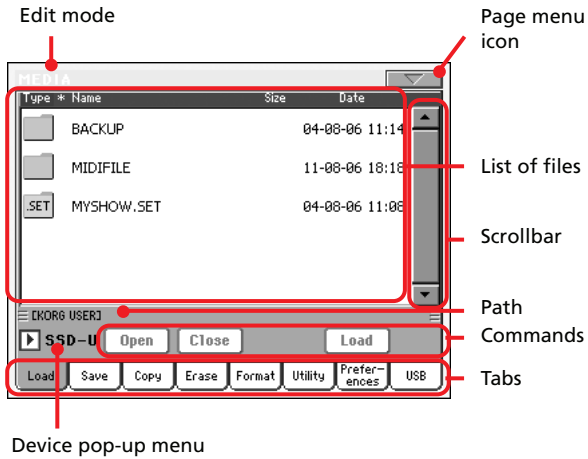 Edit mode
Page menu
icon
MEDIA
Type * Name Size Date
BACKUP 04-08-06 11:14
MIDIFILE 11-08-06 18:18
.SET MYSHOW.SET 04-08-06 11:08
List of files
Scrollbar
[KORG USER]
Path
SSD-U Open Close Load
Commands
Load Save Copy Erase Format Utility Prefer-
ences USB
Tabs
Device pop-up menu